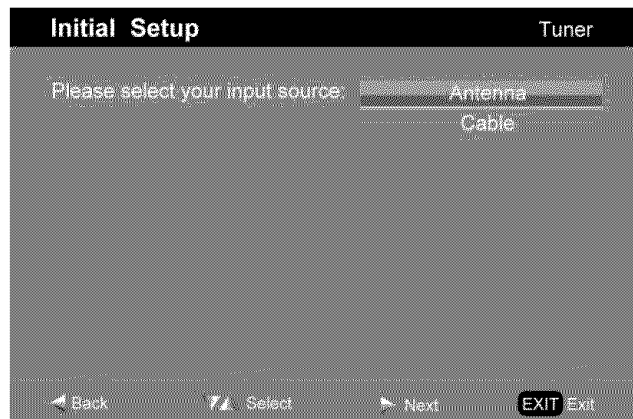 Initial Setup Tuner
Please select your input source: Antenna
Cable
Back Select Next EXIT Exit